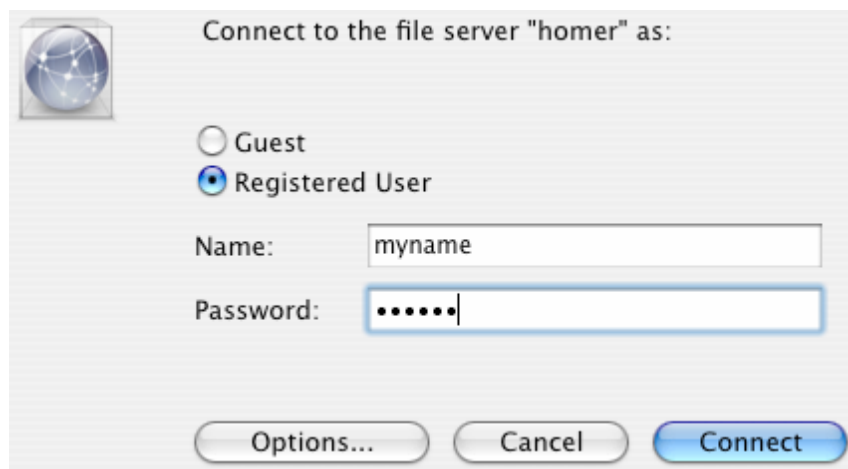 Connect to the file server "homer" as:
Guest
Registered User
Name: myname
Password: ••••••
Options... Cancel Connect